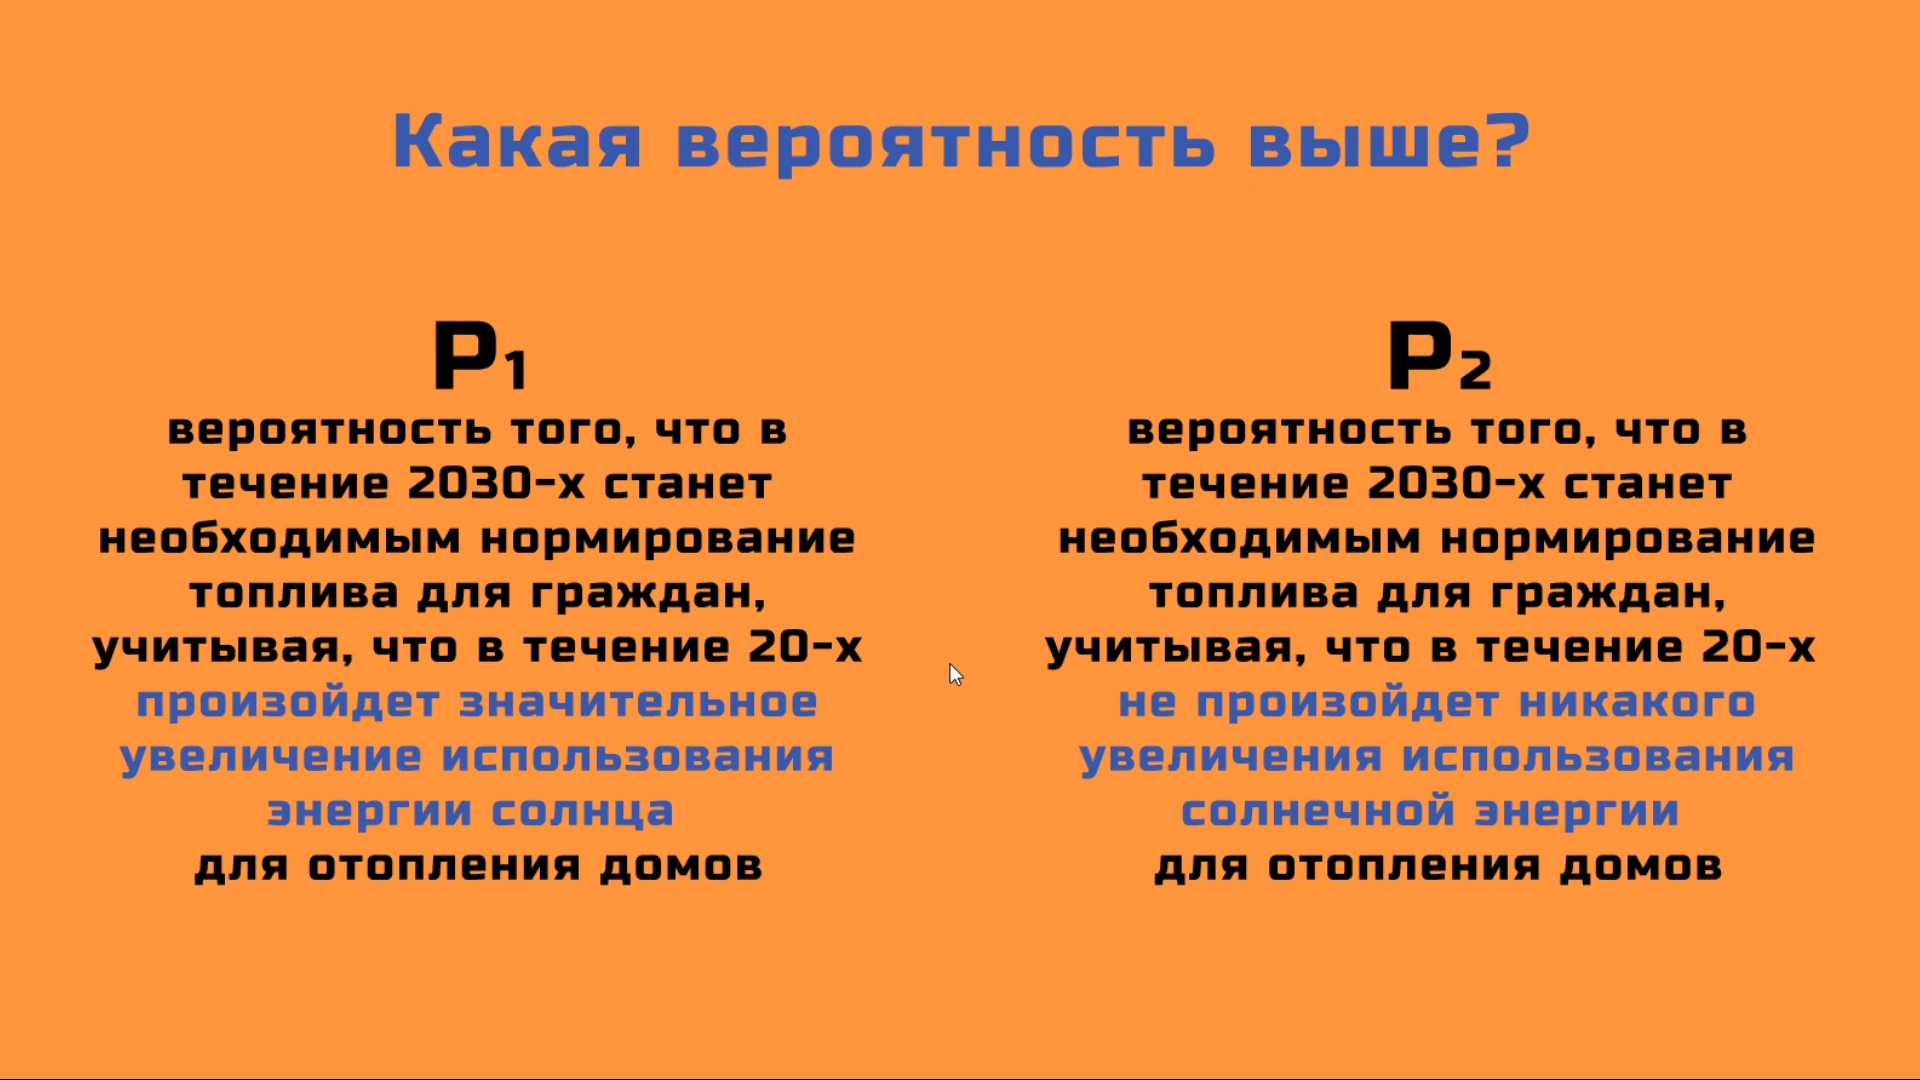 Какая вероятность выше?
P1
вероятность того, что в
течение 2030-х станет
необходимым нормирование
топлива для граждан,
учитывая, что в течение 20-х
произойдет значительное
увеличение использования
энергии солнца
для отопления домов
P2
вероятность того, что в
течение 2030-х станет
необходимым нормирование
топлива для граждан,
учитывая, что в течение 20-х
не произойдет никакого
увеличения использования
солнечной энергии
для отопления домов